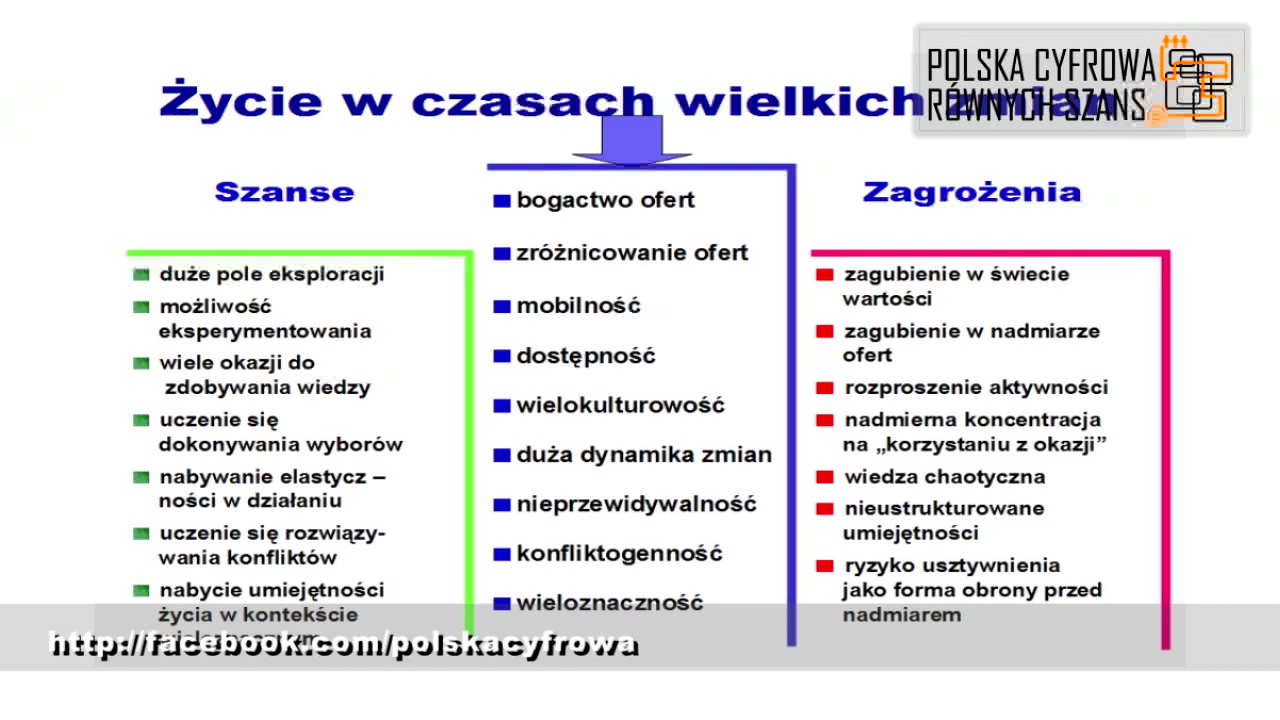 POLSKA CYFROWA
RÓWNYCH SZANS
Życie w czasach wielkich
Szanse
duże pole eksploracji
możliwość
eksperymentowania
wiele okazji do
zdobywania wiedzy
uczenie się
dokonywania wyborów
nabywanie elastycz –
ności w działaniu
uczenie się rozwiązy-
wania konfliktów
nabycie umiejętności
życia w kontekście
bogactwo ofert
zróżnicowanie ofert
mobilność
dostępność
wielokulturowość
duża dynamika zmian
nieprzewidywalność
konfliktogenność
wieloznaczność
Zagrożenia
zagubienie w świecie
wartości
zagubienie w nadmiarze
ofert
rozproszenie aktywności
nadmierna koncentracja
na „korzystaniu z okazji”
wiedza chaotyczna
nieustrukturowane
umiejętności
ryzyko usztywnienia
jako forma obrony przed
nadmiarem
http://facebook.com/polskacyfrowa